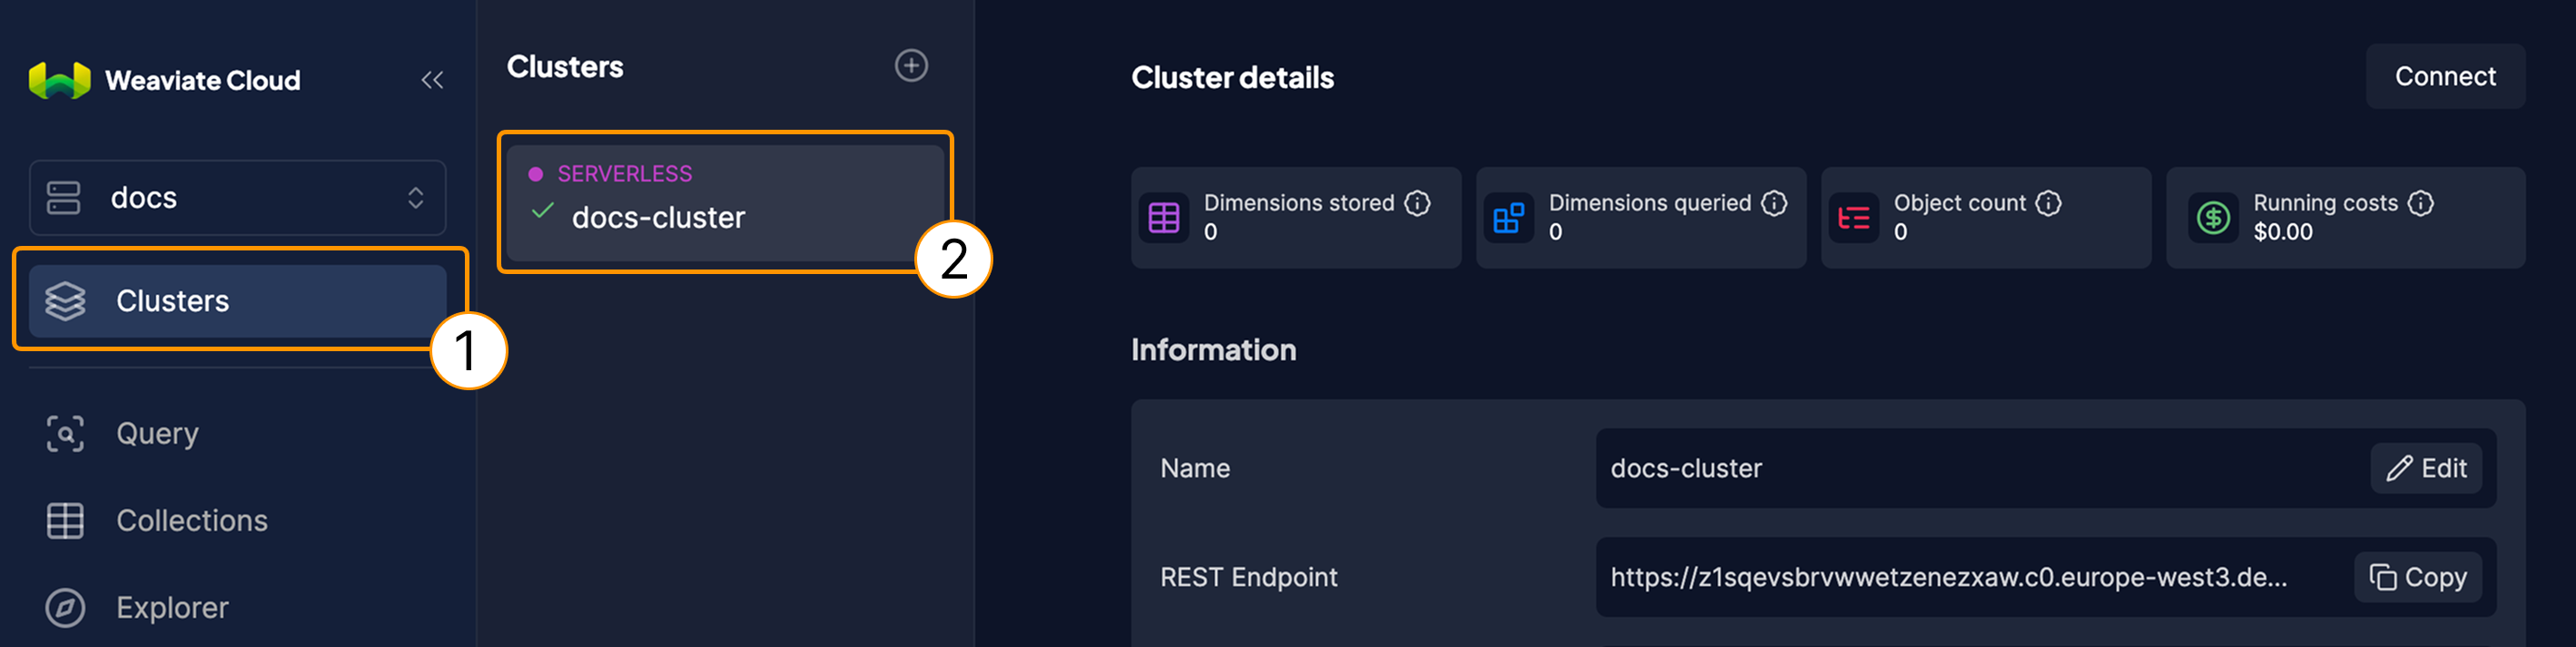 Weaviate Cloud
docs
Clusters
1
Query
Collections
Explorer
Clusters
SERVERLESS
docs-cluster
2
Cluster details
Connect
Dimensions stored
0
Dimensions queried
0
Object count
0
Running costs
$0.00
Information
Name
docs-cluster
Edit
REST Endpoint
https://z1sqevsbrvwwetzenezxaw.c0.europe-west3.de...
Copy